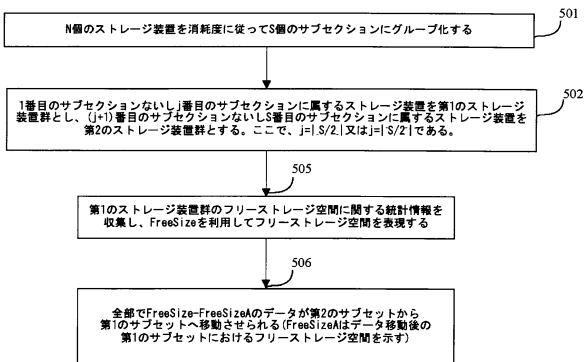 501
N個のストレージ装置を消耗度に従ってS個のサブセクションにグループ化する
502
1番目のサブセクションないしj番目のサブセクションに属するストレージ装置を第1のストレージ
装置群とし、(j+1)番目のサブセクションないしS番目のサブセクションに属するストレージ装置を
第2のストレージ装置群とする。ここで、j=⌊S/2⌋又はj=⌈S/2⌉である。
505
第1のストレージ装置群のフリーストレージ空間に関する統計情報を
収集し、FreeSizeを利用してフリーストレージ空間を表現する
506
全部でFreeSize-FreeSizeAのデータが第2のサブセットから
第1のサブセットへ移動させられる(FreeSizeAはデータ移動後の
第1のサブセットにおけるフリーストレージ空間を示す)